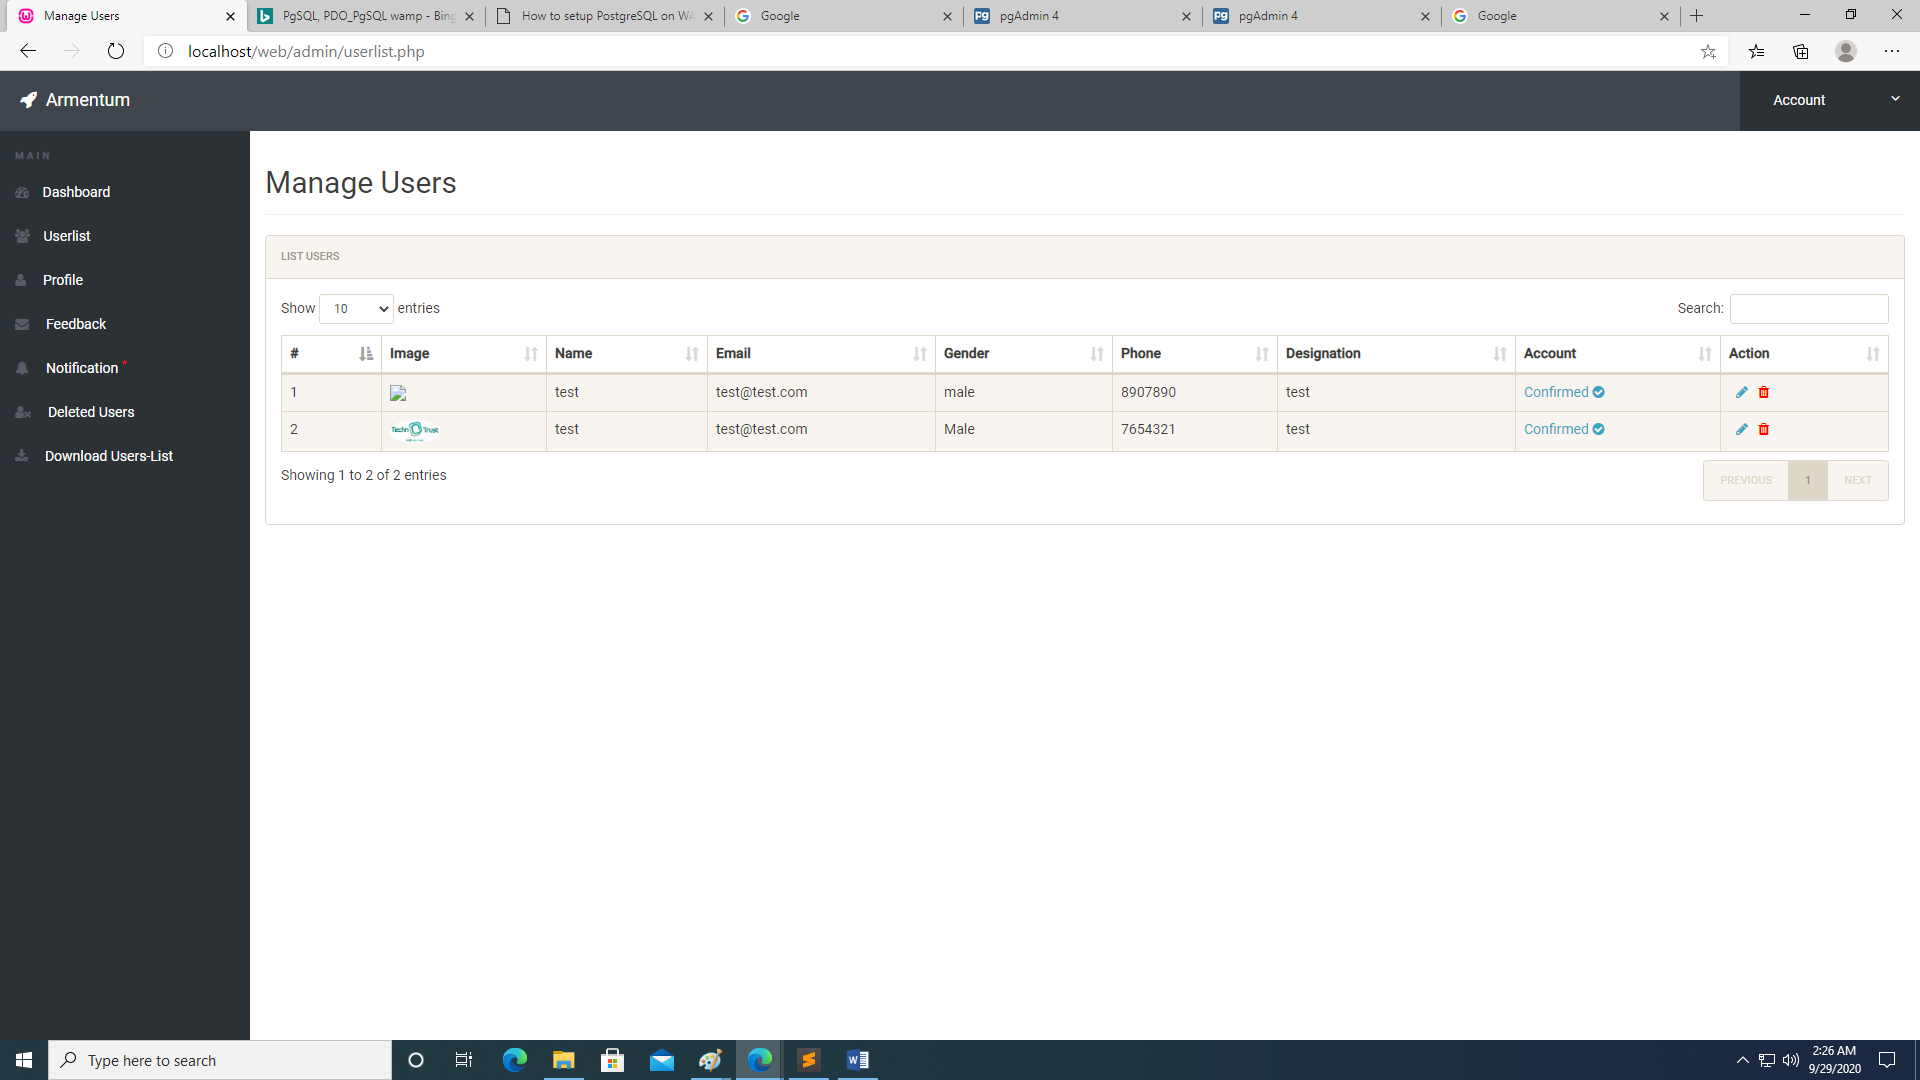 Manage Users
PgSQL, PDO_PgSQL wamp - Bing
How to setup PostgreSQL on WA
Google
pgAdmin 4
pgAdmin 4
Google
localhost/web/admin/userlist.php
Armentum
Account
MAIN
Dashboard
Userlist
Profile
Feedback
Notification *
Deleted Users
Download Users-List
Manage Users
LIST USERS
Show 10 entries
Search:
# Image Name Email Gender Phone Designation Account Action
1 test test@test.com male 8907890 test Confirmed
2 Techn Trust test test@test.com Male 7654321 test Confirmed
Showing 1 to 2 of 2 entries
PREVIOUS 1 NEXT
Type here to search
2:26 AM
9/29/2020